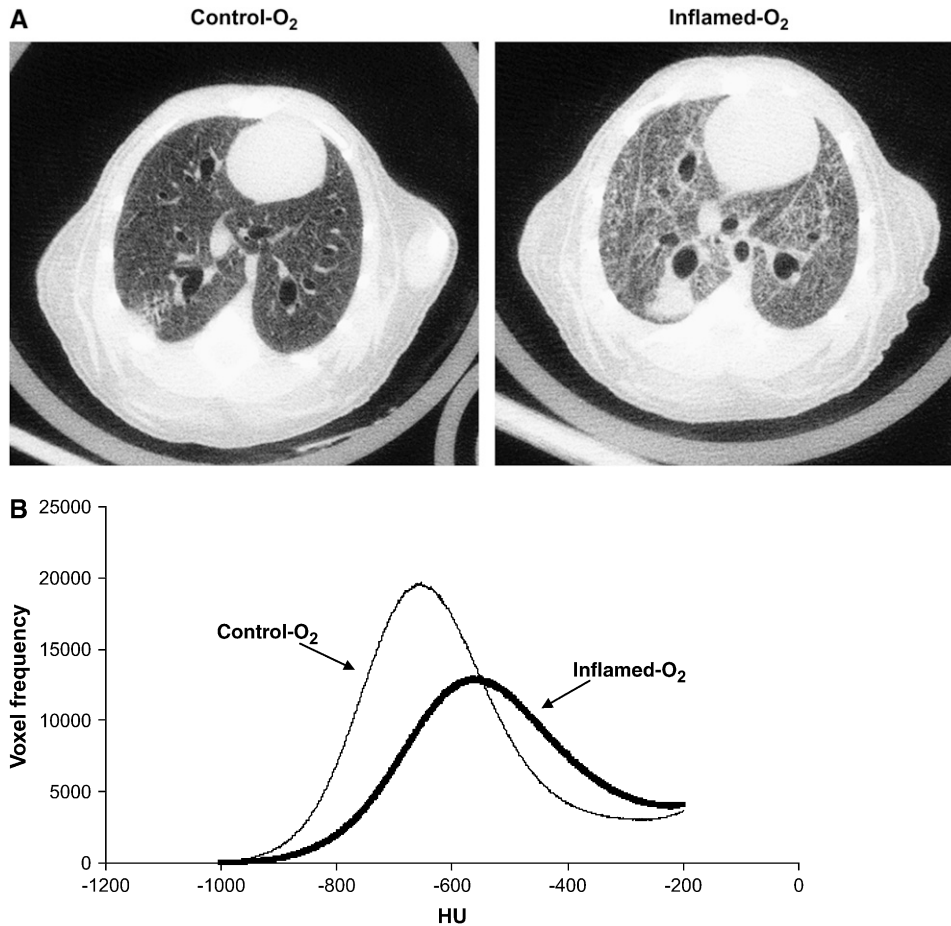 A
Control-O₂
Inflamed-O₂
B
25000
20000
15000
10000
5000
0
Voxel frequency
Control-O₂
Inflamed-O₂
-1200
-1000
-800
-600
-400
-200
0
HU